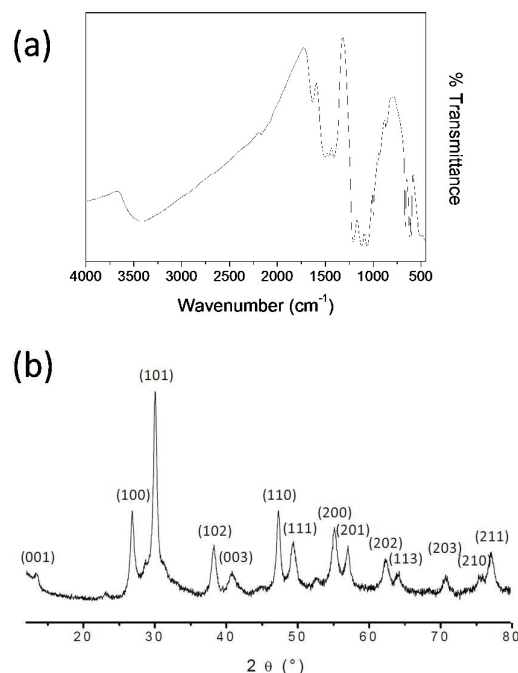 (a)
% Transmittance
4000 3500 3000 2500 2000 1500 1000 500
Wavenumber (cm⁻¹)
(b)
(101)
(100)
(110)
(200)
(102)
(111)
(201)
(211)
(001)
(003)
(202)
(113)
(203)
(210)
20 30 40 50 60 70 80
2 θ (°)